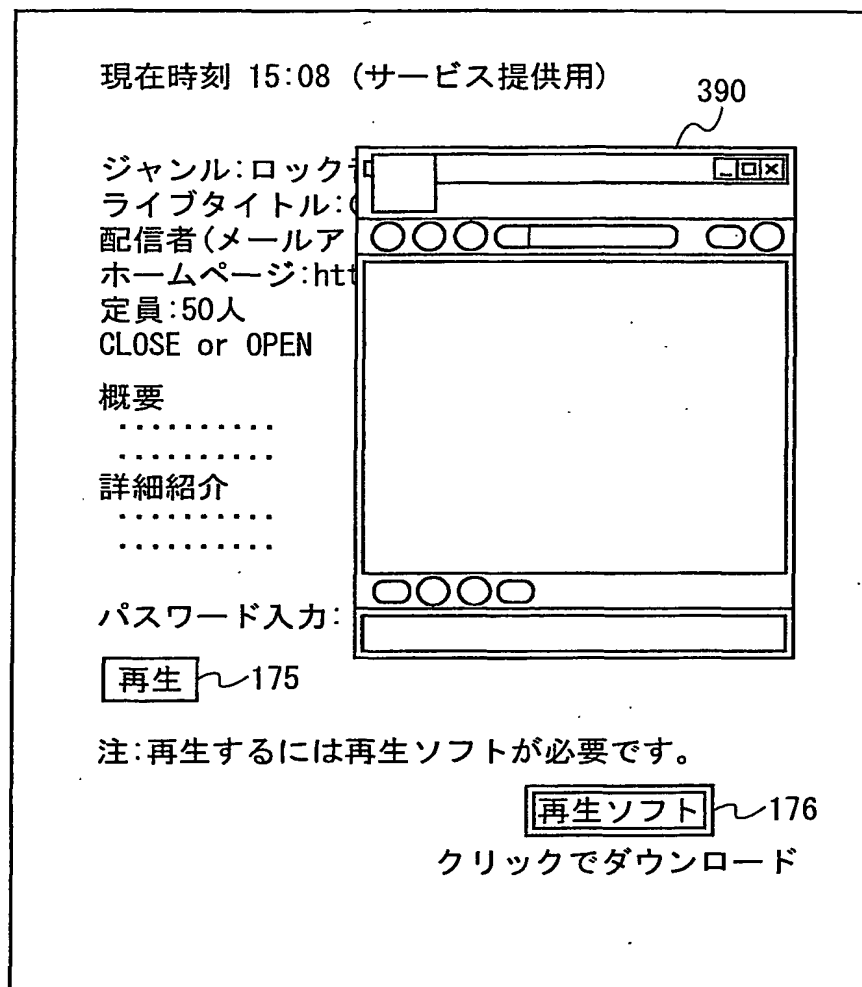 現在時刻 15:08 (サービス提供用)
390
ジャンル:ロック
ライブタイトル:
配信者(メールア
ホームページ:htt
定員:50人
CLOSE or OPEN
概要
..........
..........
詳細紹介
..........
..........
パスワード入力:
再生 175
注:再生するには再生ソフトが必要です。
再生ソフト 176
クリックでダウンロード